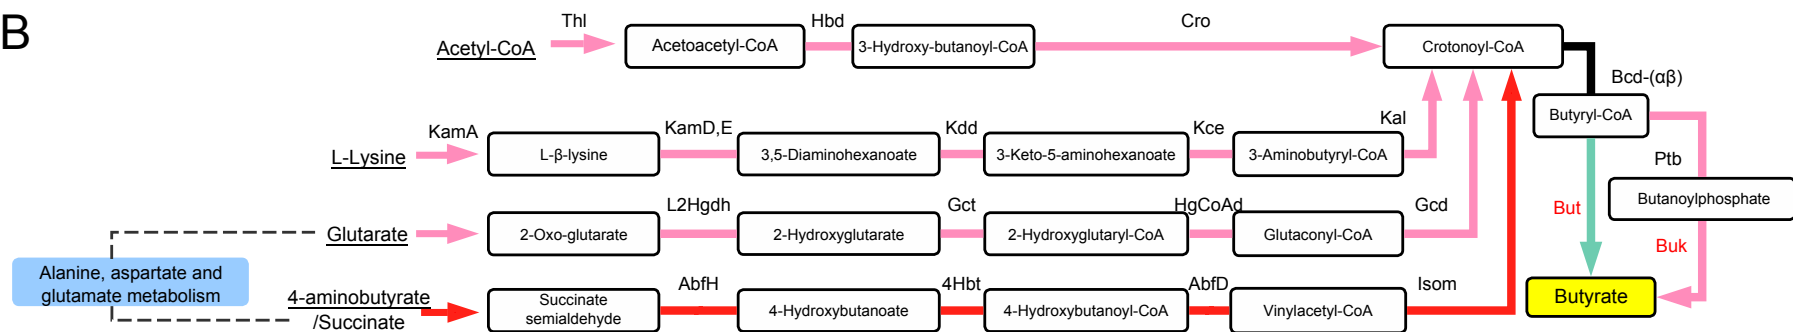 B
Thl
Hbd
Cro
Acetyl-CoA
Acetoacetyl-CoA
3-Hydroxy-butanoyl-CoA
Crotonoyl-CoA
Bcd-(αβ)
Butyryl-CoA
KamA
KamD,E
Kdd
Kce
Kal
L-Lysine
L-β-lysine
3,5-Diaminohexanoate
3-Keto-5-aminohexanoate
3-Aminobutyryl-CoA
Ptb
Butanoylphosphate
L2Hgdh
Gct
HgCoAd
Gcd
But
Glutarate
2-Oxo-glutarate
2-Hydroxyglutarate
2-Hydroxyglutaryl-CoA
Glutaconyl-CoA
Buk
Alanine, aspartate and
glutamate metabolism
AbfH
4Hbt
AbfD
Isom
4-aminobutyrate
/Succinate
Succinate
semialdehyde
4-Hydroxybutanoate
4-Hydroxybutanoyl-CoA
Vinylacetyl-CoA
Butyrate